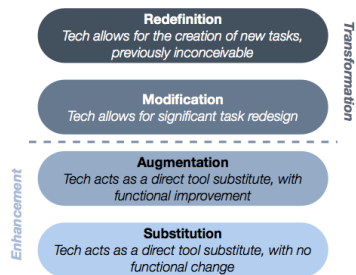 Redefinition
Tech allows for the creation of new tasks,
previously inconceivable
Transformation
Modification
Tech allows for significant task redesign
Augmentation
Tech acts as a direct tool substitute, with
functional improvement
Enhancement
Substitution
Tech acts as a direct tool substitute, with no
functional change